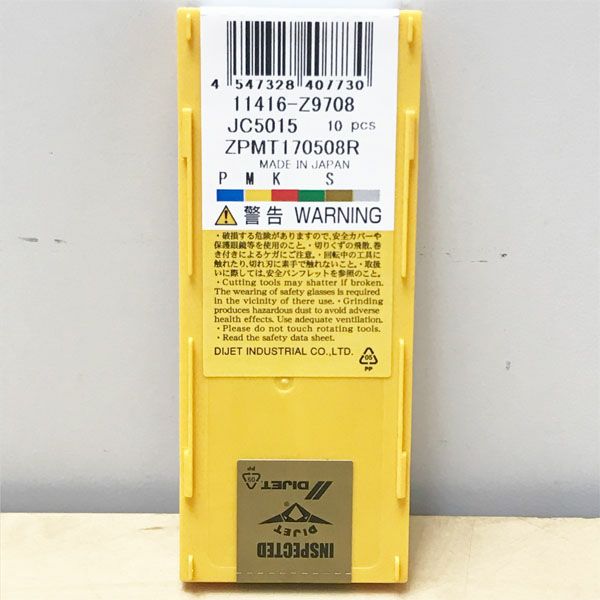 4 547328 407730
11416-Z9708
JC5015 10 pcs
ZPMT170508R
MADE IN JAPAN
P M K S
警告 WARNING
・破損する危険がありますので、安全カバーや
保護眼鏡等を使用のこと。・切りくずの飛散、巻
き付きによるケガにご注意。・回転中の工具に
触れたり、切れ刃に素手で触れないこと。・取扱
いに際しては、安全パンフレットを参照のこと。
・Cutting tools may shatter if broken.
The wearing of safety glasses is required
in the vicinity of there use. ・Grinding
produces hazardous dust to avoid adverse
health effects. Use adequate ventilation.
・Please do not touch rotating tools.
・Read the safety data sheet.
DIJET INDUSTRIAL CO.,LTD.
05
PP
DIJET
05
PP
DIJET
INSPECTED